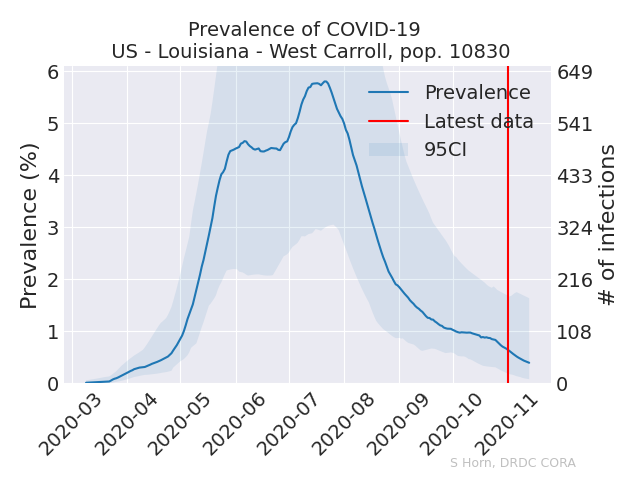 Prevalence of COVID-19
US - Louisiana - West Carroll, pop. 10830
Prevalence (%)
6
5
4
3
2
1
0
649
541
433
324
216
108
0
# of infections
Prevalence
Latest data
95CI
2020-03
2020-04
2020-05
2020-06
2020-07
2020-08
2020-09
2020-10
2020-11
S Horn, DRDC CORA